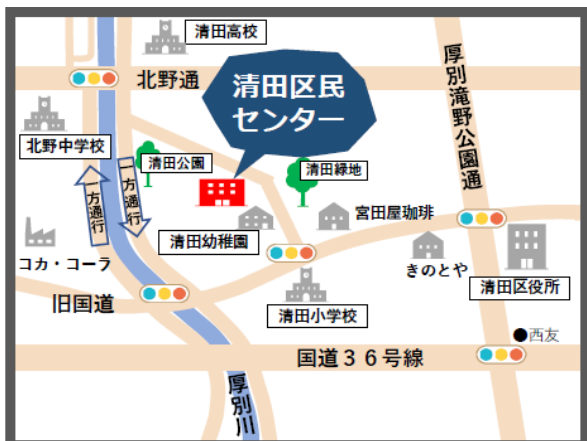 清田高校
北野通
清田区民
センター
厚別滝野公園通
北野中学校
清田公園
清田緑地
一方通行
一方通行
宮田屋珈琲
清田幼稚園
コカ・コーラ
きのとや
清田区役所
旧国道
清田小学校
西友
国道36号線
厚別川